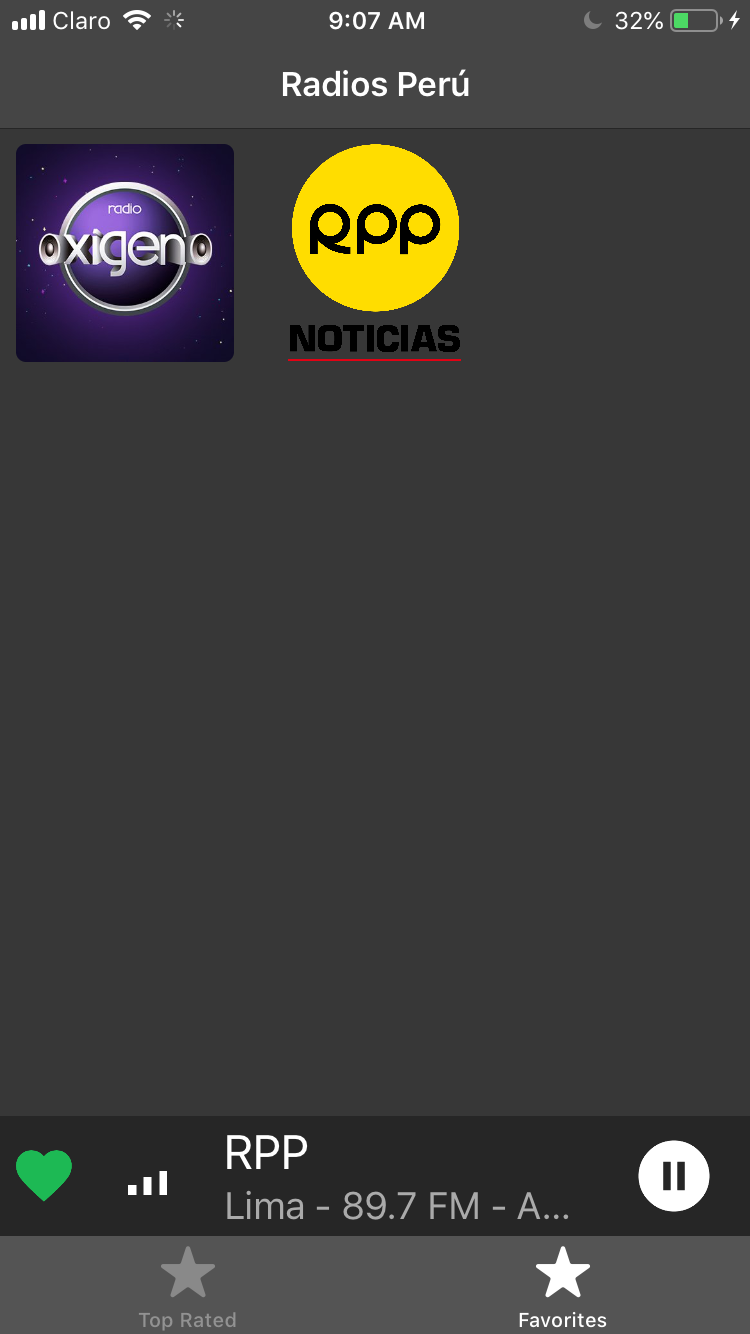 Claro 9:07 AM 32%
Radios Perú
radio
oxigeno
RPP
NOTICIAS
RPP
Lima - 89.7 FM - A...
Top Rated Favorites